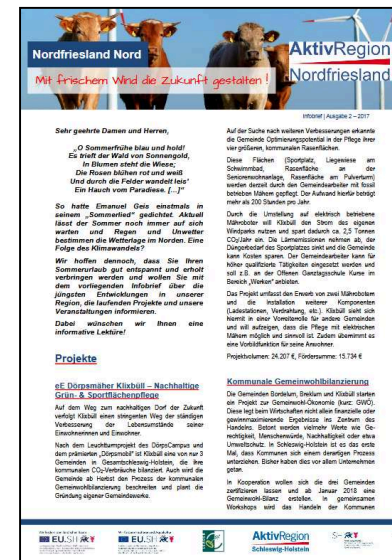 Nordfriesland Nord
Mit frischem Wind die Zukunft gestalten !
AktivRegion
Nordfriesland
Infobrief | Ausgabe 2 – 2017
Sehr geehrte Damen und Herren,
„O Sommerfrühe blau und hold!
Es trieft der Wald von Sonnengold,
In Blumen steht die Wiese;
Die Rosen blühen rot und weiß
Und durch die Felder wandelt leis'
Ein Hauch vom Paradiese. […]“
So hatte Emanuel Geis einstmals in
seinem „Sommerlied“ gedichtet. Aktuell
lässt der Sommer noch immer auf sich
warten und Regen und Unwetter
bestimmen die Wetterlage im Norden. Eine
Folge des Klimawandels?
Wir hoffen dennoch, dass Sie Ihren
Sommerurlaub gut entspannt und erholt
verbringen werden und wollen Sie mit
dem vorliegenden Infobrief über die
jüngsten Entwicklungen in unserer
Region, die laufenden Projekte und unsere
Veranstaltungen informieren.
Dabei wünschen wir Ihnen eine
informative Lektüre!
Projekte
eE Dörpsmäher Klixbüll – Nachhaltige
Grün- & Sportflächenpflege
Auf dem Weg zum nachhaltigen Dorf der Zukunft
verfolgt Klixbüll einen stringenten Weg der ständigen
Verbesserung der Lebensumstände seiner
Einwohnerinnen und Einwohner.
Nach dem Leuchtturmprojekt des DörpsCampus und
dem prämierten „Dörpsmobil“ ist Klixbüll eine von nur 3
Gemeinden in Gesamtschleswig-Holstein, die ihre
kommunalen CO₂-Verbräuche bilanziert. Auch wird die
Gemeinde ab Herbst den Prozess der kommunalen
Gemeinwohlbilanzierung beschreiten und plant die
Gründung eigener Gemeindewerke.
Auf der Suche nach weiteren Verbesserungen erkannte
die Gemeinde Optimierungspotential in der Pflege ihrer
vier größeren, kommunalen Rasenflächen.
Diese Flächen (Sportplatz, Liegewiese am
Schwimmbad, Rasenfläche an der
Seniorenwohnanlage, Rasenfläche am Pulverturm)
werden derzeit durch den Gemeindearbeiter mit fossil
betrieben Mähern gepflegt. Der Aufwand hierfür beträgt
mehr als 200 Stunden pro Jahr.
Durch die Umstellung auf elektrisch betriebene
Mähroboter will Klixbüll den Strom des eigenen
Windparks nutzen und spart dadurch ca. 2,5 Tonnen
CO₂/Jahr ein. Die Lärmemissionen nehmen ab, der
Düngerbedarf des Sportplatzes sinkt und die Gemeinde
kann Kosten sparen. Der Gemeindearbeiter kann für
höher qualifizierte Tätigkeiten eingesetzt werden und
soll z.B. an der Offenen Ganztagsschule Kurse im
Bereich „Werken“ anbieten.
Das Projekt umfasst den Erwerb von zwei Mährobotern
und die Installation weiterer Komponenten
(Ladestationen, Verdrahtung, etc.). Klixbüll sieht sich
hiermit in einer Vorreiterrolle für andere Gemeinden
und will aufzeigen, dass die Pflege mit elektrischen
Mähern möglich und sinnvoll ist. Zudem übernimmt es
eine Vorbildfunktion für seine Anwohner.
Projektvolumen: 24.207 €, Fördersumme: 15.734 €
Kommunale Gemeinwohlbilanzierung
Die Gemeinden Bordelum, Breklum und Klixbüll starten
ein Projekt zur Gemeinwohl-Ökonomie (kurz: GWÖ).
Diese legt beim Wirtschaften nicht allein finanzielle oder
gewinnmaximierende Ergebnisse ins Zentrum des
Handelns. Betont werden vielmehr Werte wie Ge-
rechtigkeit, Menschenwürde, Nachhaltigkeit oder etwa
Umweltschutz. In Schleswig-Holstein ist es das erste
Mal, dass Kommunen sich einem derartigen Prozess
unterziehen. Bisher haben dies vor allem Unternehmen
getan.
In Kooperation wollen sich die drei Gemeinden
zertifizieren lassen und ab Januar 2018 eine
Gemeinwohl-Bilanz erstellen. In gemeinsamen
Workshops wird das Handeln der Kommunen
EU.SH
EU.SH
AktivRegion
Schleswig-Holstein